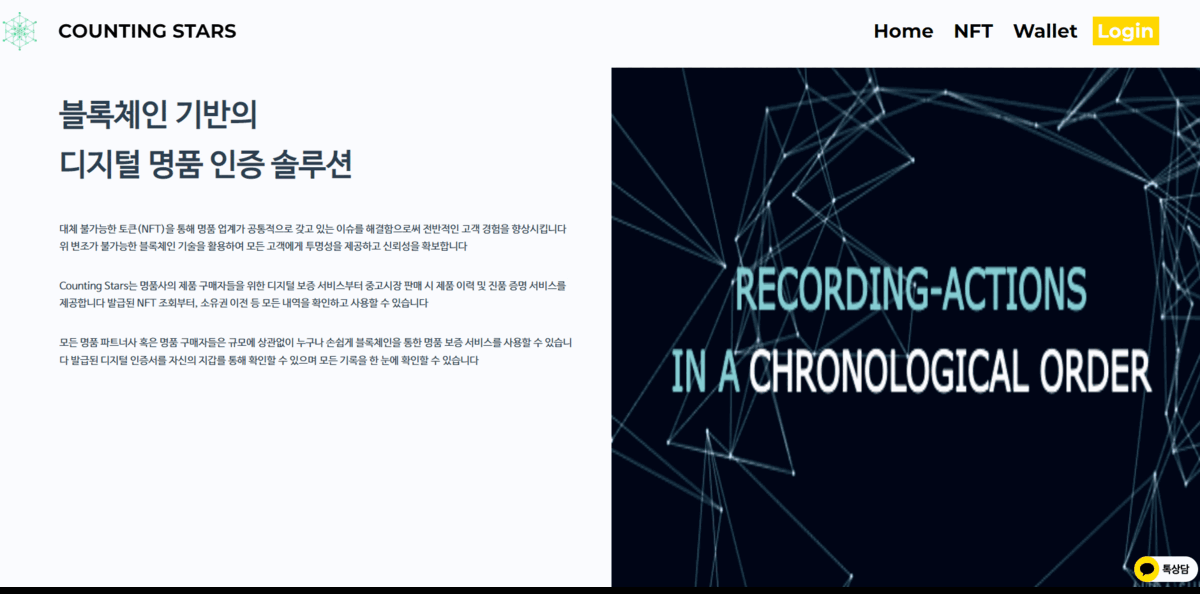 COUNTING STARS
Home NFT Wallet Login
블록체인 기반의
디지털 명품 인증 솔루션
대체 불가능한 토큰(NFT)을 통해 명품 업계가 공통적으로 갖고 있는 이슈를 해결함으로써 전반적인 고객 경험을 향상시킵니다
위 변조가 불가능한 블록체인 기술을 활용하여 모든 고객에게 투명성을 제공하고 신뢰성을 확보합니다
Counting Stars는 명품사의 제품 구매자들을 위한 디지털 보증 서비스부터 중고시장 판매 시 제품 이력 및 진품 증명 서비스를
제공합니다 발급된 NFT 조회부터, 소유권 이전 등 모든 내역을 확인하고 사용할 수 있습니다
모든 명품 파트너사 혹은 명품 구매자들은 규모에 상관없이 누구나 손쉽게 블록체인을 통한 명품 보증 서비스를 사용할 수 있습니
다 발급된 디지털 인증서를 자신의 지갑를 통해 확인할 수 있으며 모든 기록을 한 눈에 확인할 수 있습니다
RECORDING-ACTIONS
IN A CHRONOLOGICAL ORDER
톡상담